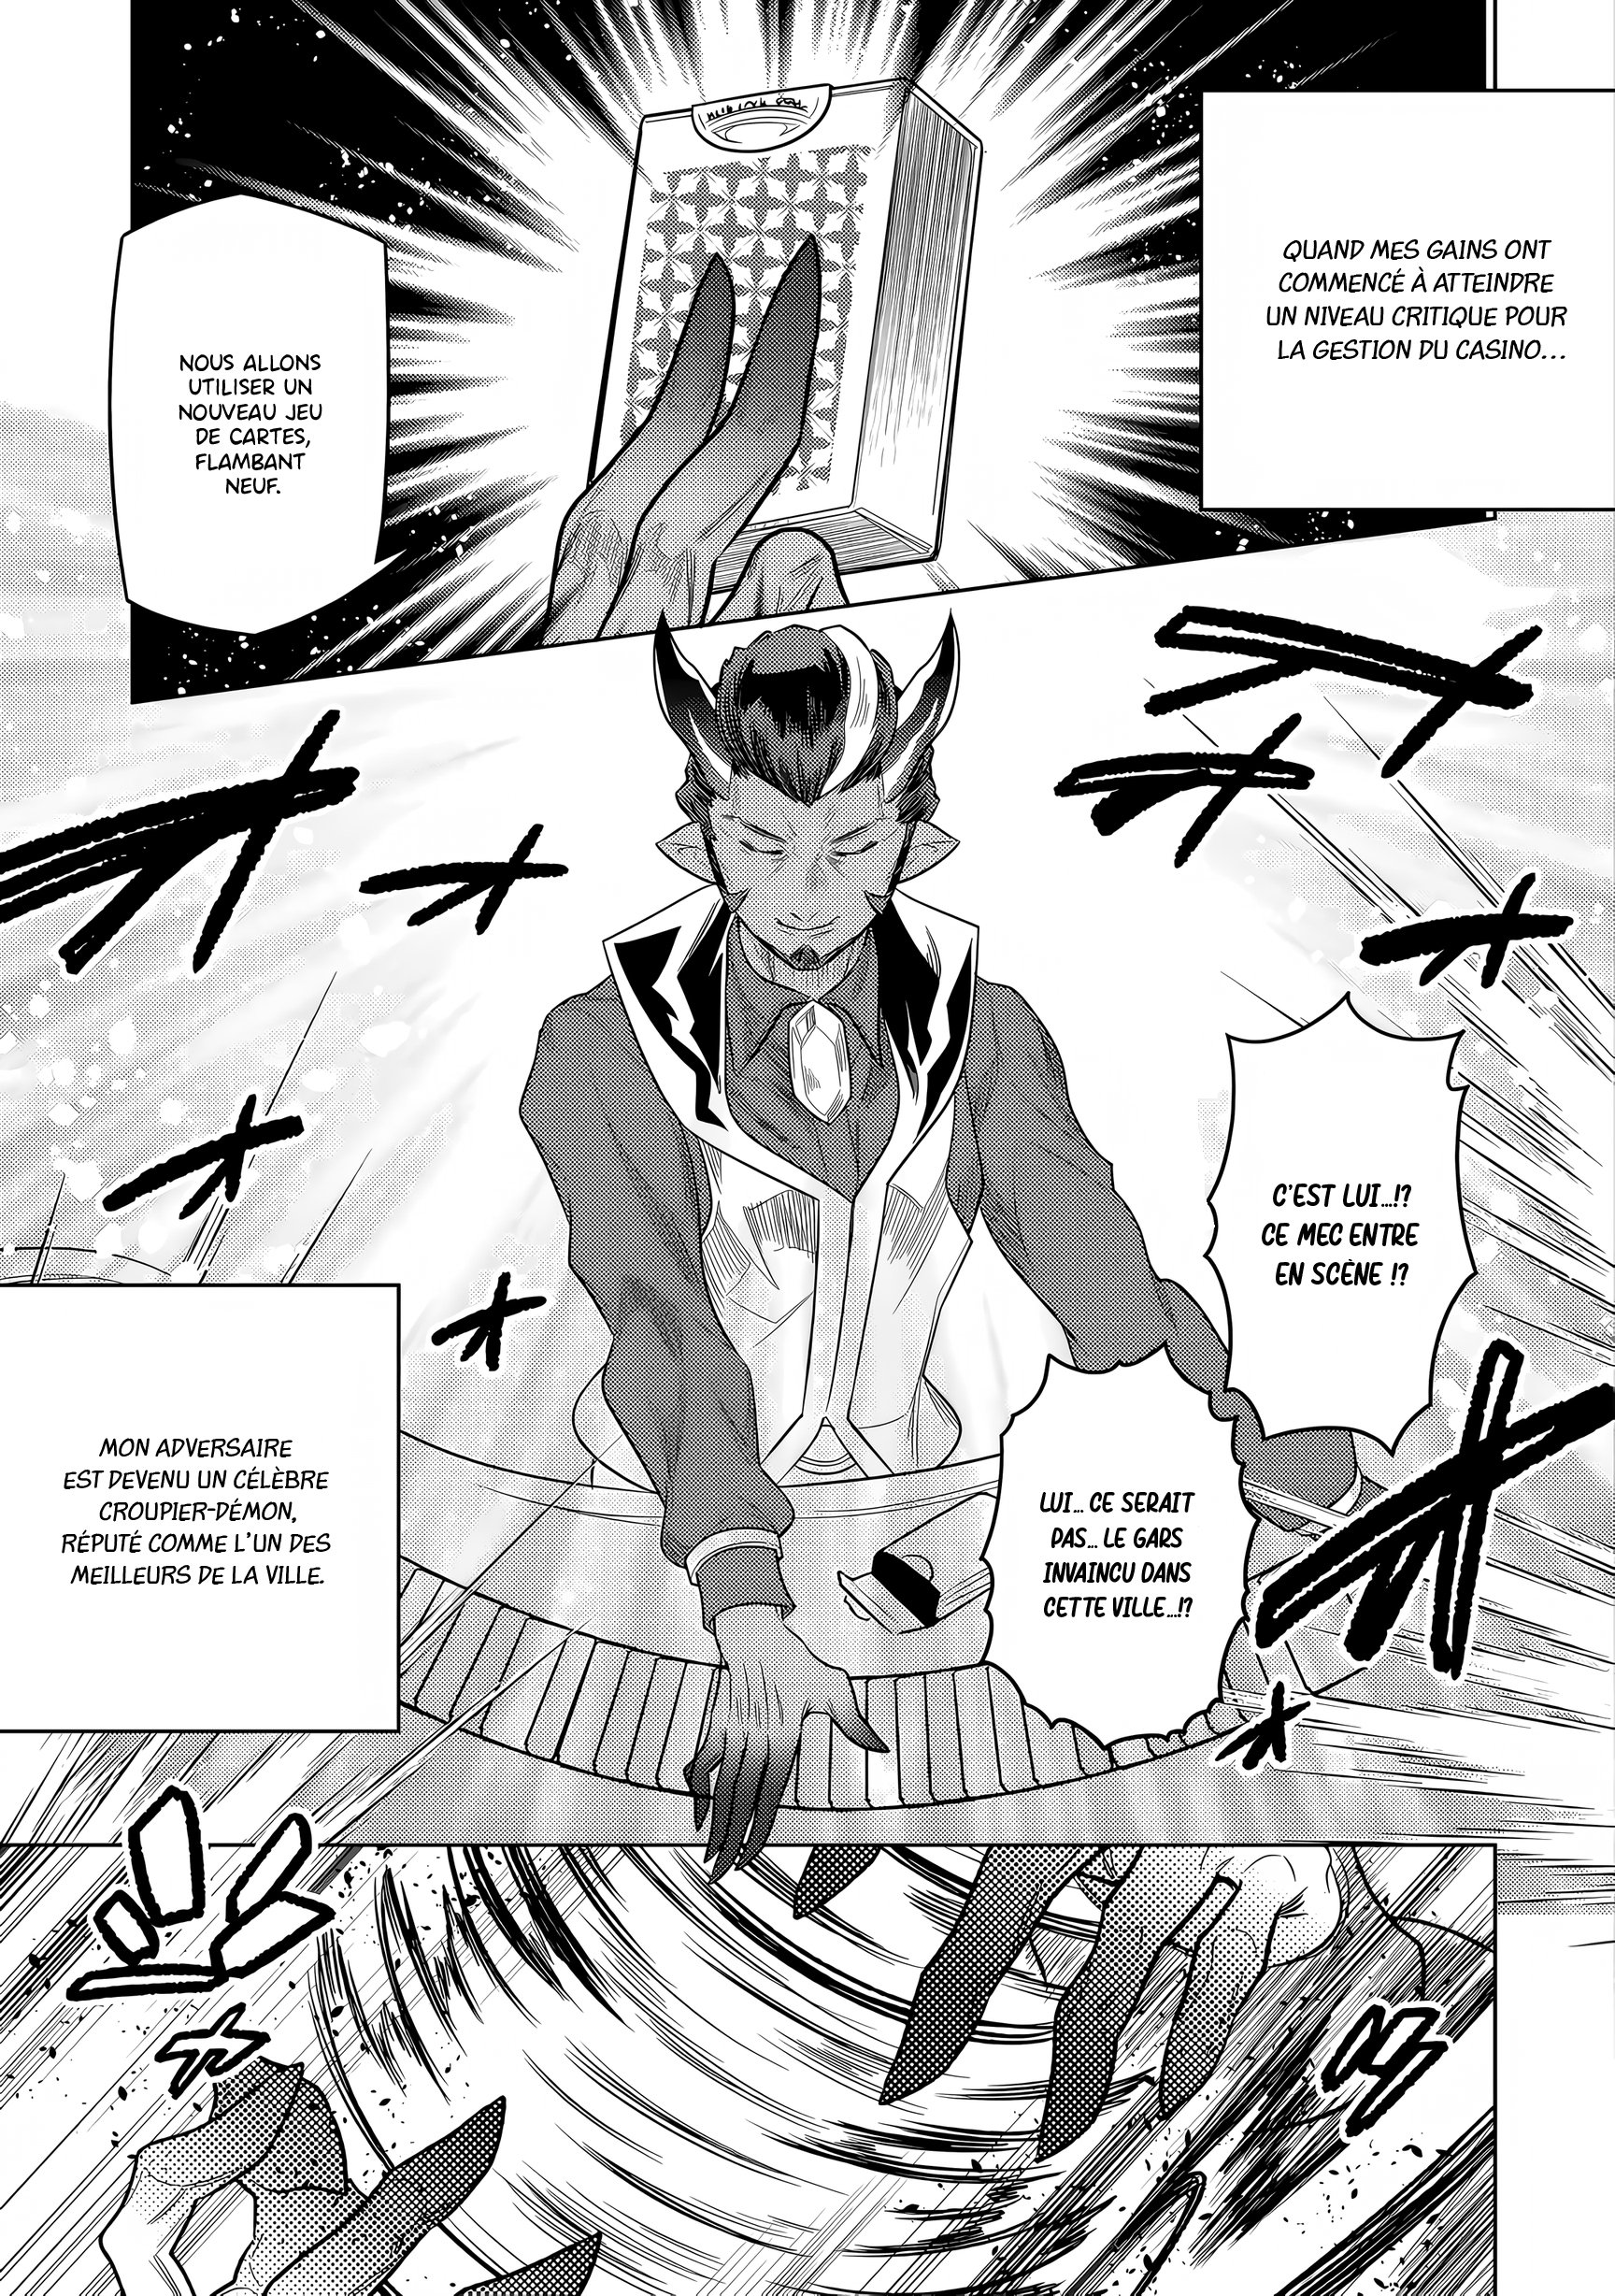 QUAND MES GAINS ONT
COMMENCÉ À ATTEINDRE
UN NIVEAU CRITIQUE POUR
LA GESTION DU CASINO...
NOUS ALLONS
UTILISER UN
NOUVEAU JEU
DE CARTES,
FLAMBANT
NEUF.
C'EST LUI...!?
CE MEC ENTRE
EN SCÈNE !?
LUI... CE SERAIT
PAS... LE GARS
INVAINCU DANS
CETTE VILLE...!?
MON ADVERSAIRE
EST DEVENU UN CÉLÈBRE
CROUPIER-DÉMON,
RÉPUTÉ COMME L'UN DES
MEILLEURS DE LA VILLE.